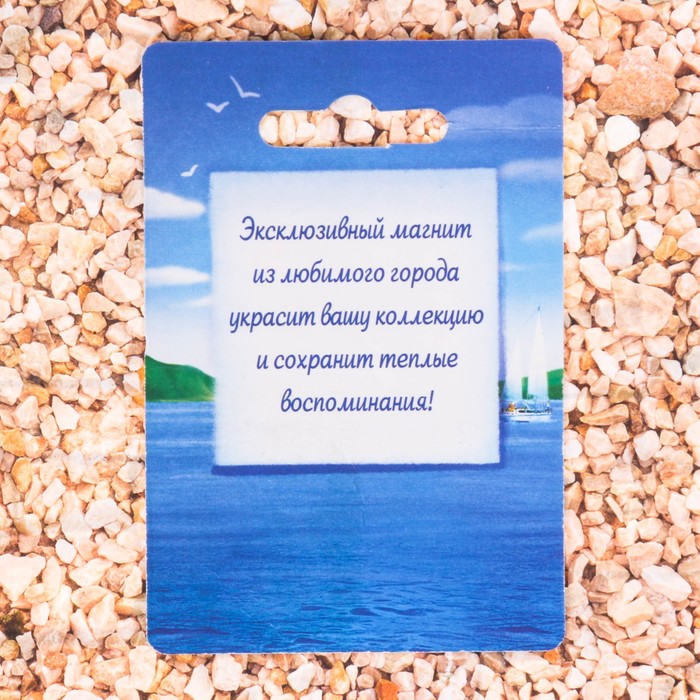 Эксклюзивный магнит
из любимого города
украсит вашу коллекцию
и сохранит теплые
воспоминания!